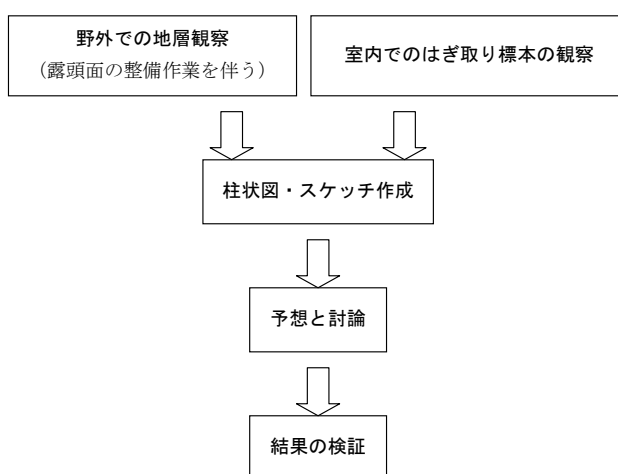 野外での地層観察
（露頭面の整備作業を伴う）
室内でのはぎ取り標本の観察
柱状図・スケッチ作成
予想と討論
結果の検証